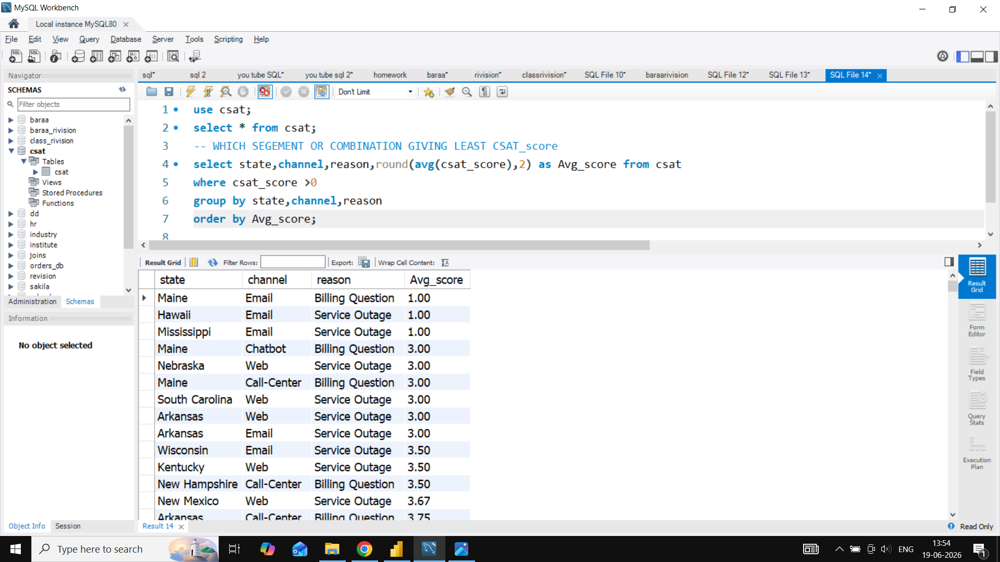 MySQL Workbench
Local instance MySQL80
File Edit View Query Database Server Tools Scripting Help
Navigator
sql* sql 2 you tube SQL* you tube sql 2* homework baraa* rivision* classrivision* SQL File 10* baraarivision SQL File 12* SQL File 13* SQL File 14*
SCHEMAS
Don't Limit
Filter objects
baraa
baraa_rivision
class_rivision
csat
Tables
csat
Views
Stored Procedures
Functions
dd
hr
industry
institute
joins
orders_db
revision
sakila
Administration Schemas
Information
No object selected
Object Info Session
1 use csat;
2 select * from csat;
3 -- WHICH SEGEMENT OR COMBINATION GIVING LEAST CSAT_score
4 select state,channel,reason,round(avg(csat_score),2) as Avg_score from csat
5 where csat_score >0
6 group by state,channel,reason
7 order by Avg_score;
8
Result Grid Filter Rows: Export: Wrap Cell Content:
state channel reason Avg_score
Maine Email Billing Question 1.00
Hawaii Email Service Outage 1.00
Mississippi Email Service Outage 1.00
Maine Chatbot Billing Question 3.00
Nebraska Web Service Outage 3.00
Maine Call-Center Billing Question 3.00
South Carolina Web Service Outage 3.00
Arkansas Web Service Outage 3.00
Arkansas Email Service Outage 3.00
Wisconsin Email Service Outage 3.50
Kentucky Web Service Outage 3.50
New Hampshire Call-Center Billing Question 3.50
New Mexico Web Service Outage 3.67
Arkansas Call-Center Billing Question 3.75
Result Grid
Form Editor
Field Types
Query Stats
Execution Plan
Result 14
Read Only
Type here to search
ENG
13:54
19-06-2026
1